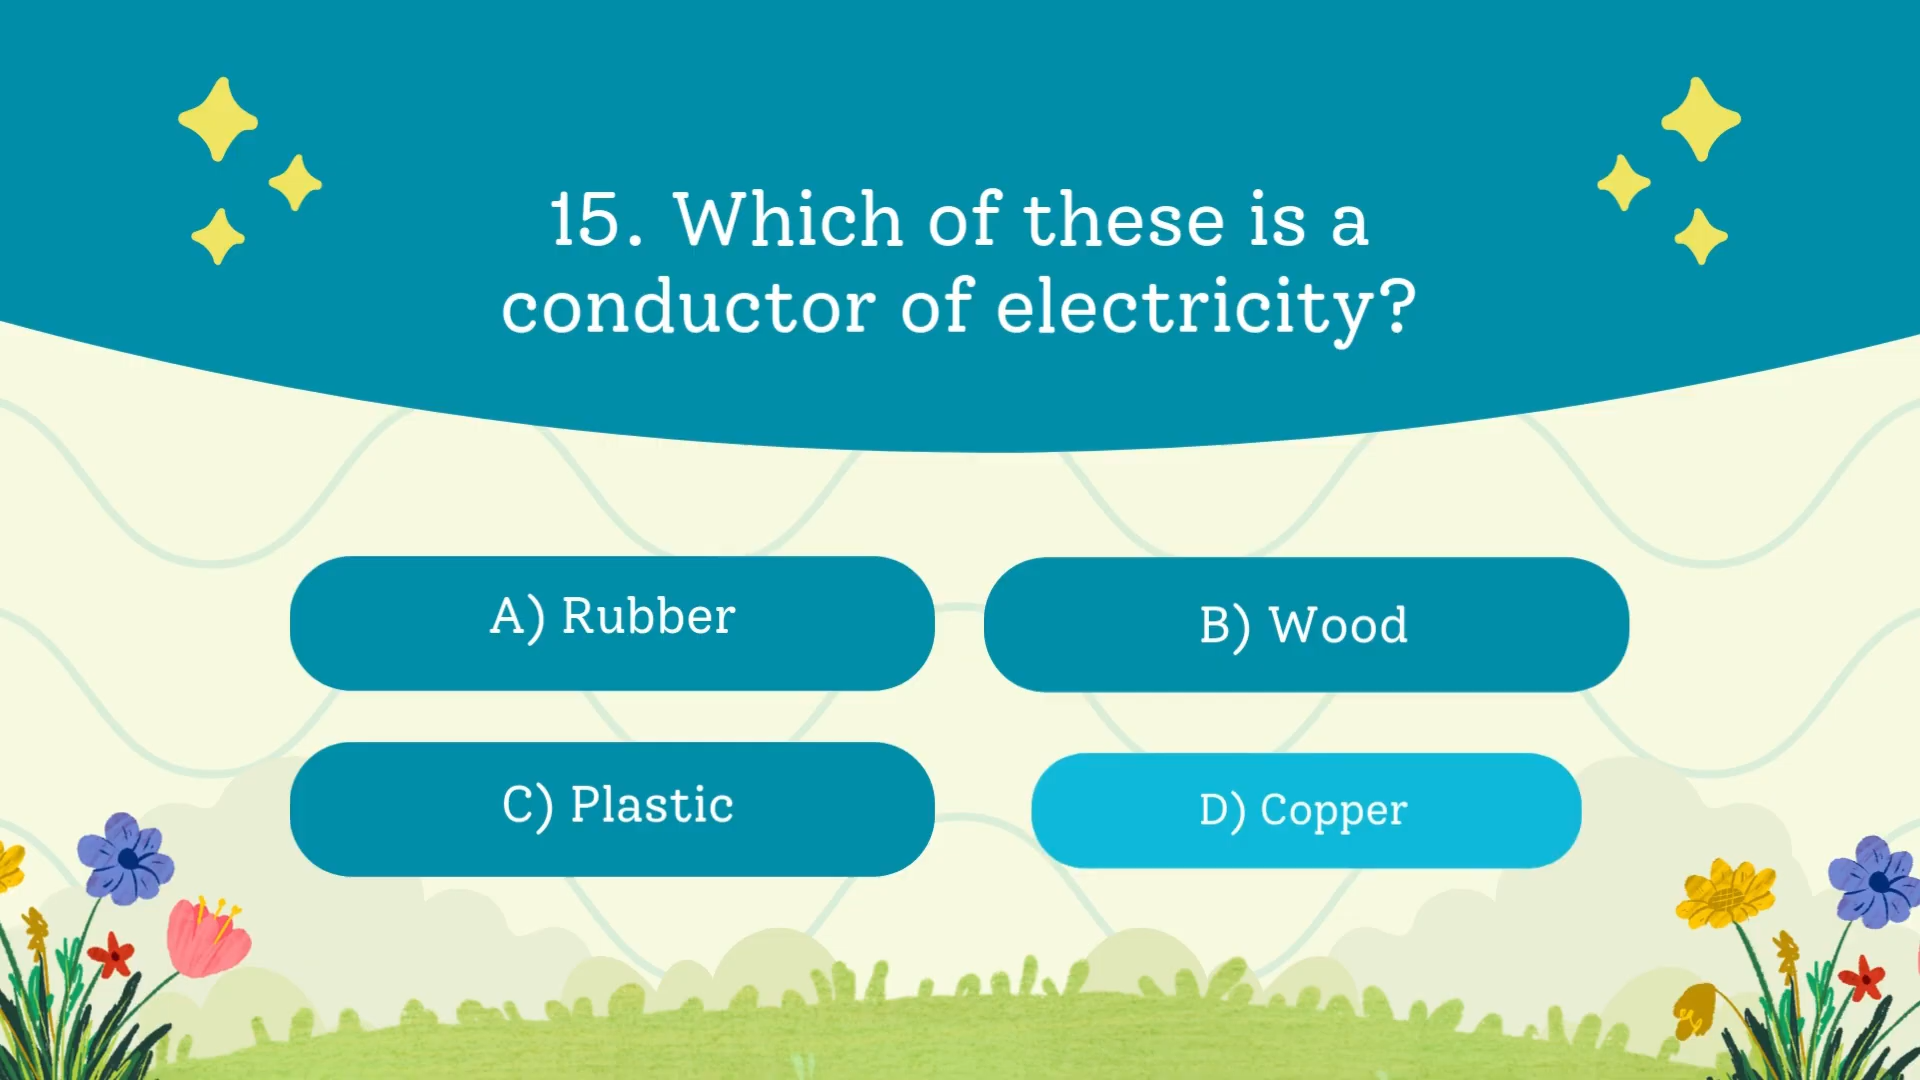 15. Which of these is a
conductor of electricity?
A) Rubber
B) Wood
C) Plastic
D) Copper